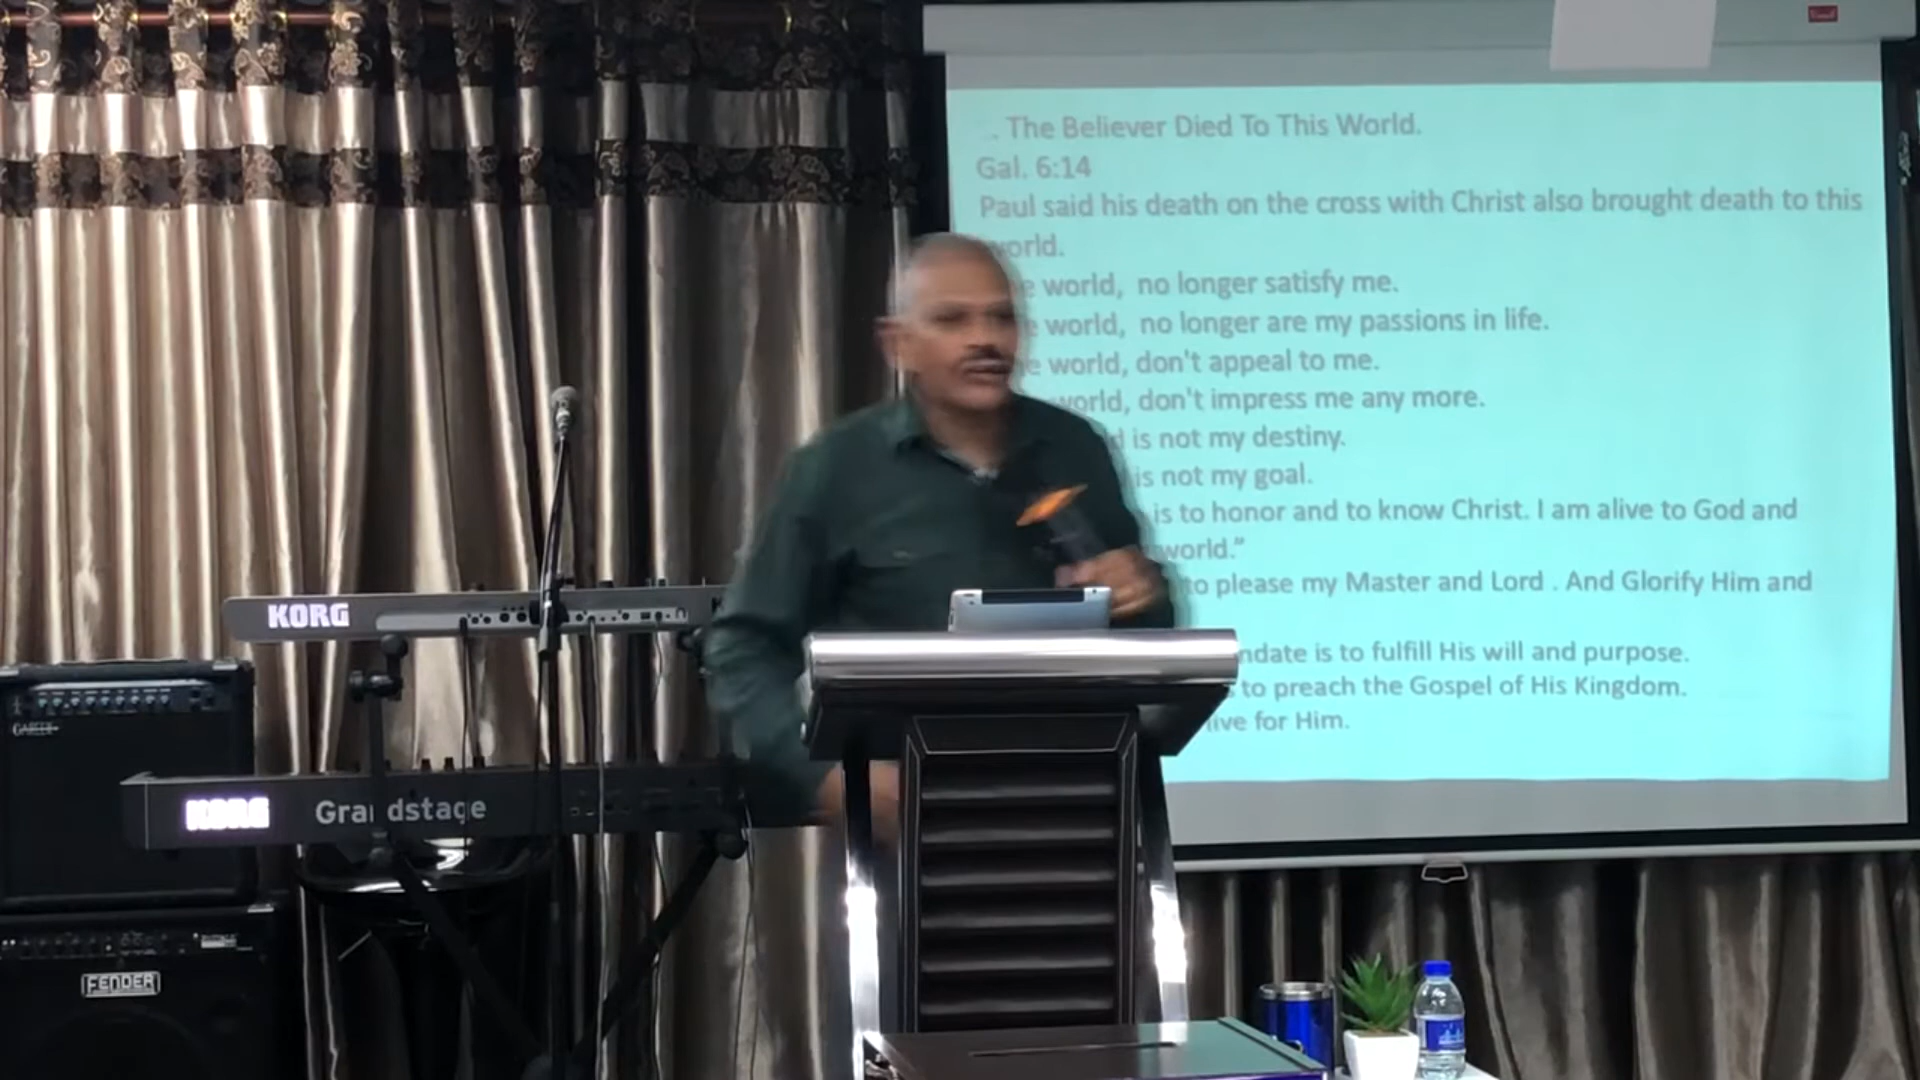 . The Believer Died To This World.
Gal. 6:14
Paul said his death on the cross with Christ also brought death to this
world.
world, no longer satisfy me.
world, no longer are my passions in life.
world, don't appeal to me.
world, don't impress me any more.
is not my destiny.
is not my goal.
is to honor and to know Christ. I am alive to God and
world.”
to please my Master and Lord . And Glorify Him and
is to fulfill His will and purpose.
to preach the Gospel of His Kingdom.
live for Him.
KORG
KORG Grandstage
FENDER